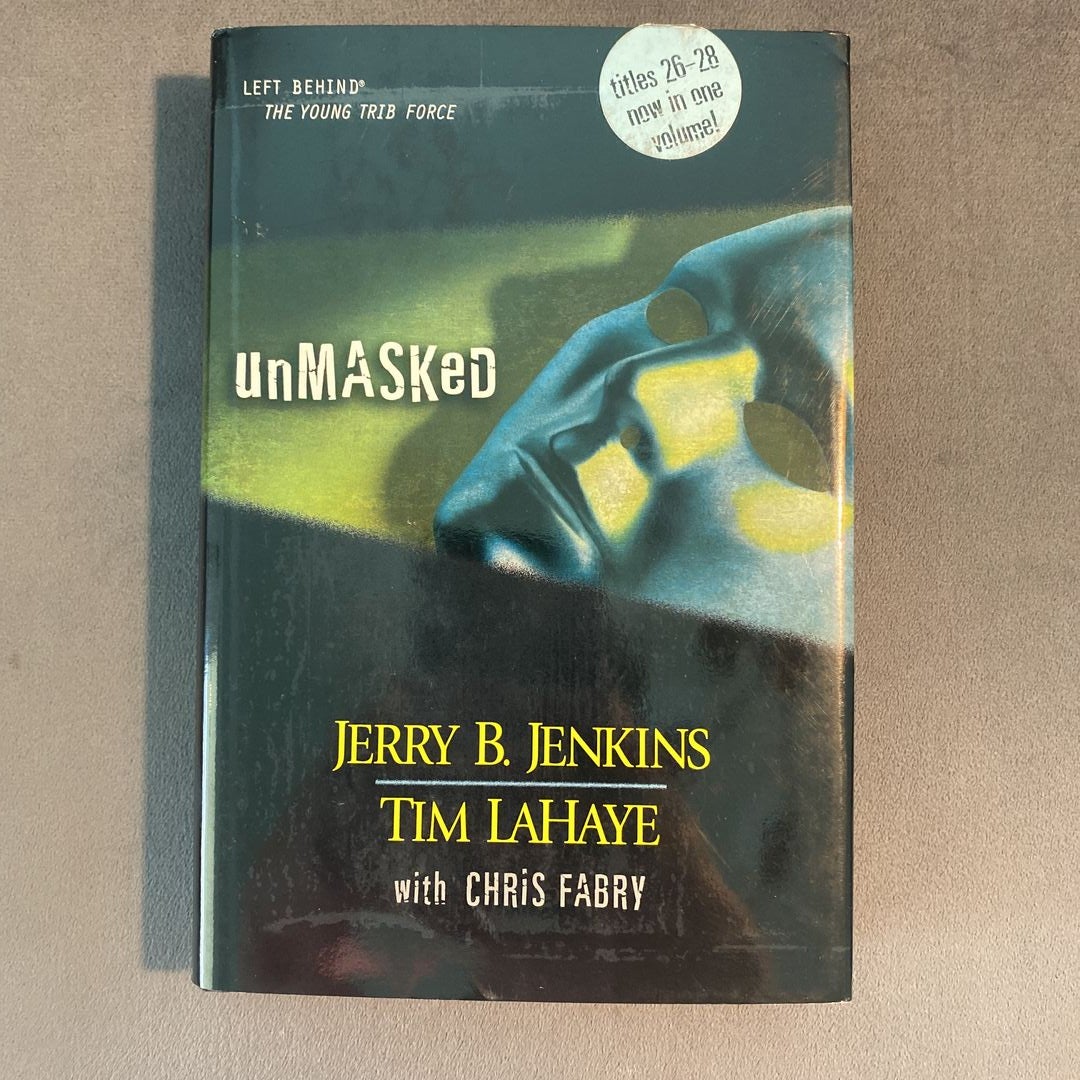 LEFT BEHIND®
THE YOUNG TRIB FORCE
titles 26-28
now in one
volume!
unMASKeD
JERRY B. JENKINS
TIM LAHAYE
with CHRiS FABRY